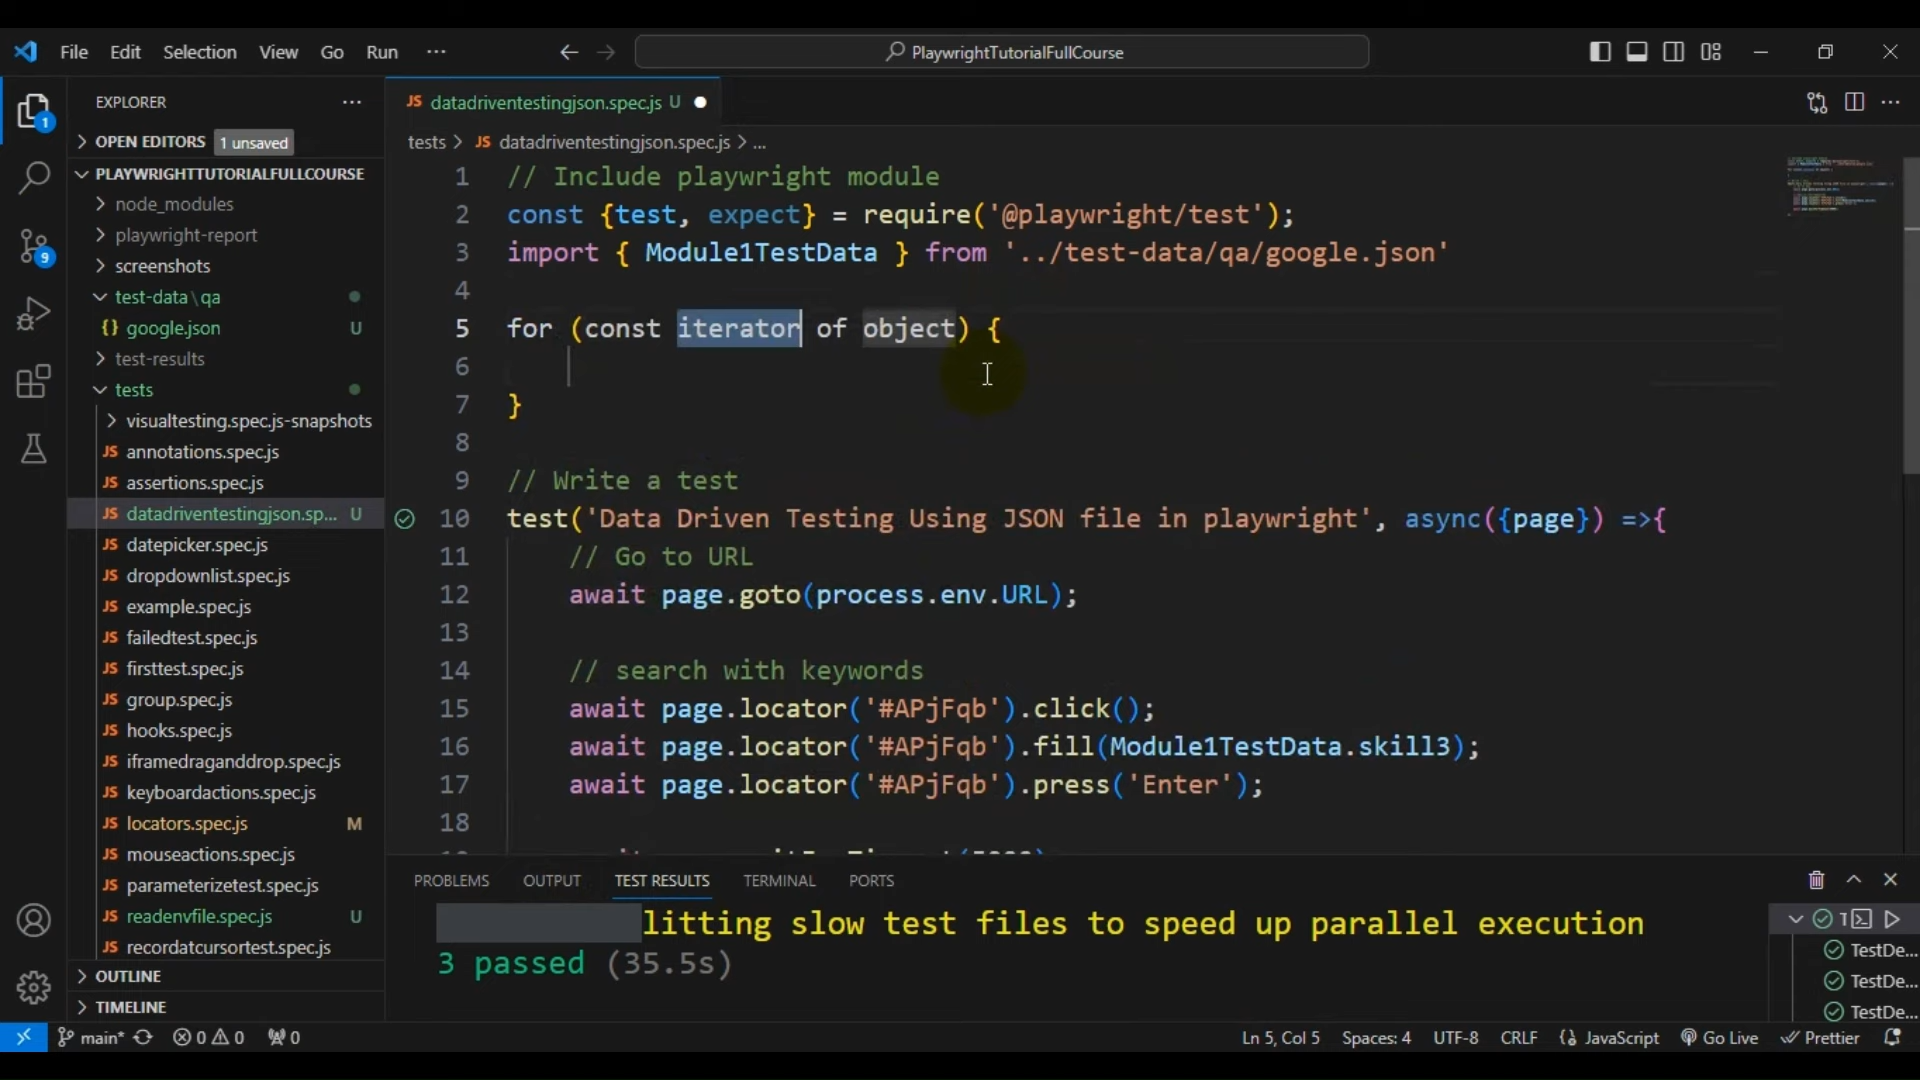 File Edit Selection View Go Run ··· PlaywrightTutorialFullCourse
EXPLORER ···
OPEN EDITORS 1 unsaved
PLAYWRIGHTTUTORIALFULLCOURSE
node_modules
playwright-report
screenshots
test-data\qa
{} google.json U
test-results
tests
visualtesting.spec.js-snapshots
JS annotations.spec.js
JS assertions.spec.js
JS datadriventestingjson.sp... U
JS datepicker.spec.js
JS dropdownlist.spec.js
JS example.spec.js
JS failedtest.spec.js
JS firsttest.spec.js
JS group.spec.js
JS hooks.spec.js
JS iframedraganddrop.spec.js
JS keyboardactions.spec.js
JS locators.spec.js M
JS mouseactions.spec.js
JS parameterizetest.spec.js
JS readenvfile.spec.js U
JS recordatcursortest.spec.js
OUTLINE
TIMELINE
1
9
JS datadriventestingjson.spec.js U
tests > JS datadriventestingjson.spec.js > ...
1 // Include playwright module
2 const {test, expect} = require('@playwright/test');
3 import { Module1TestData } from '../test-data/qa/google.json'
4
5 for (const iterator of object) {
6
7 }
8
9 // Write a test
10 test('Data Driven Testing Using JSON file in playwright', async({page}) =>{
11 // Go to URL
12 await page.goto(process.env.URL);
13
14 // search with keywords
15 await page.locator('#APjFqb').click();
16 await page.locator('#APjFqb').fill(Module1TestData.skill3);
17 await page.locator('#APjFqb').press('Enter');
18
PROBLEMS OUTPUT TEST RESULTS TERMINAL PORTS
litting slow test files to speed up parallel execution
3 passed (35.5s)
TestDe...
TestDe...
TestDe...
main* 0 0 0 Ln 5, Col 5 Spaces: 4 UTF-8 CRLF JavaScript Go Live Prettier